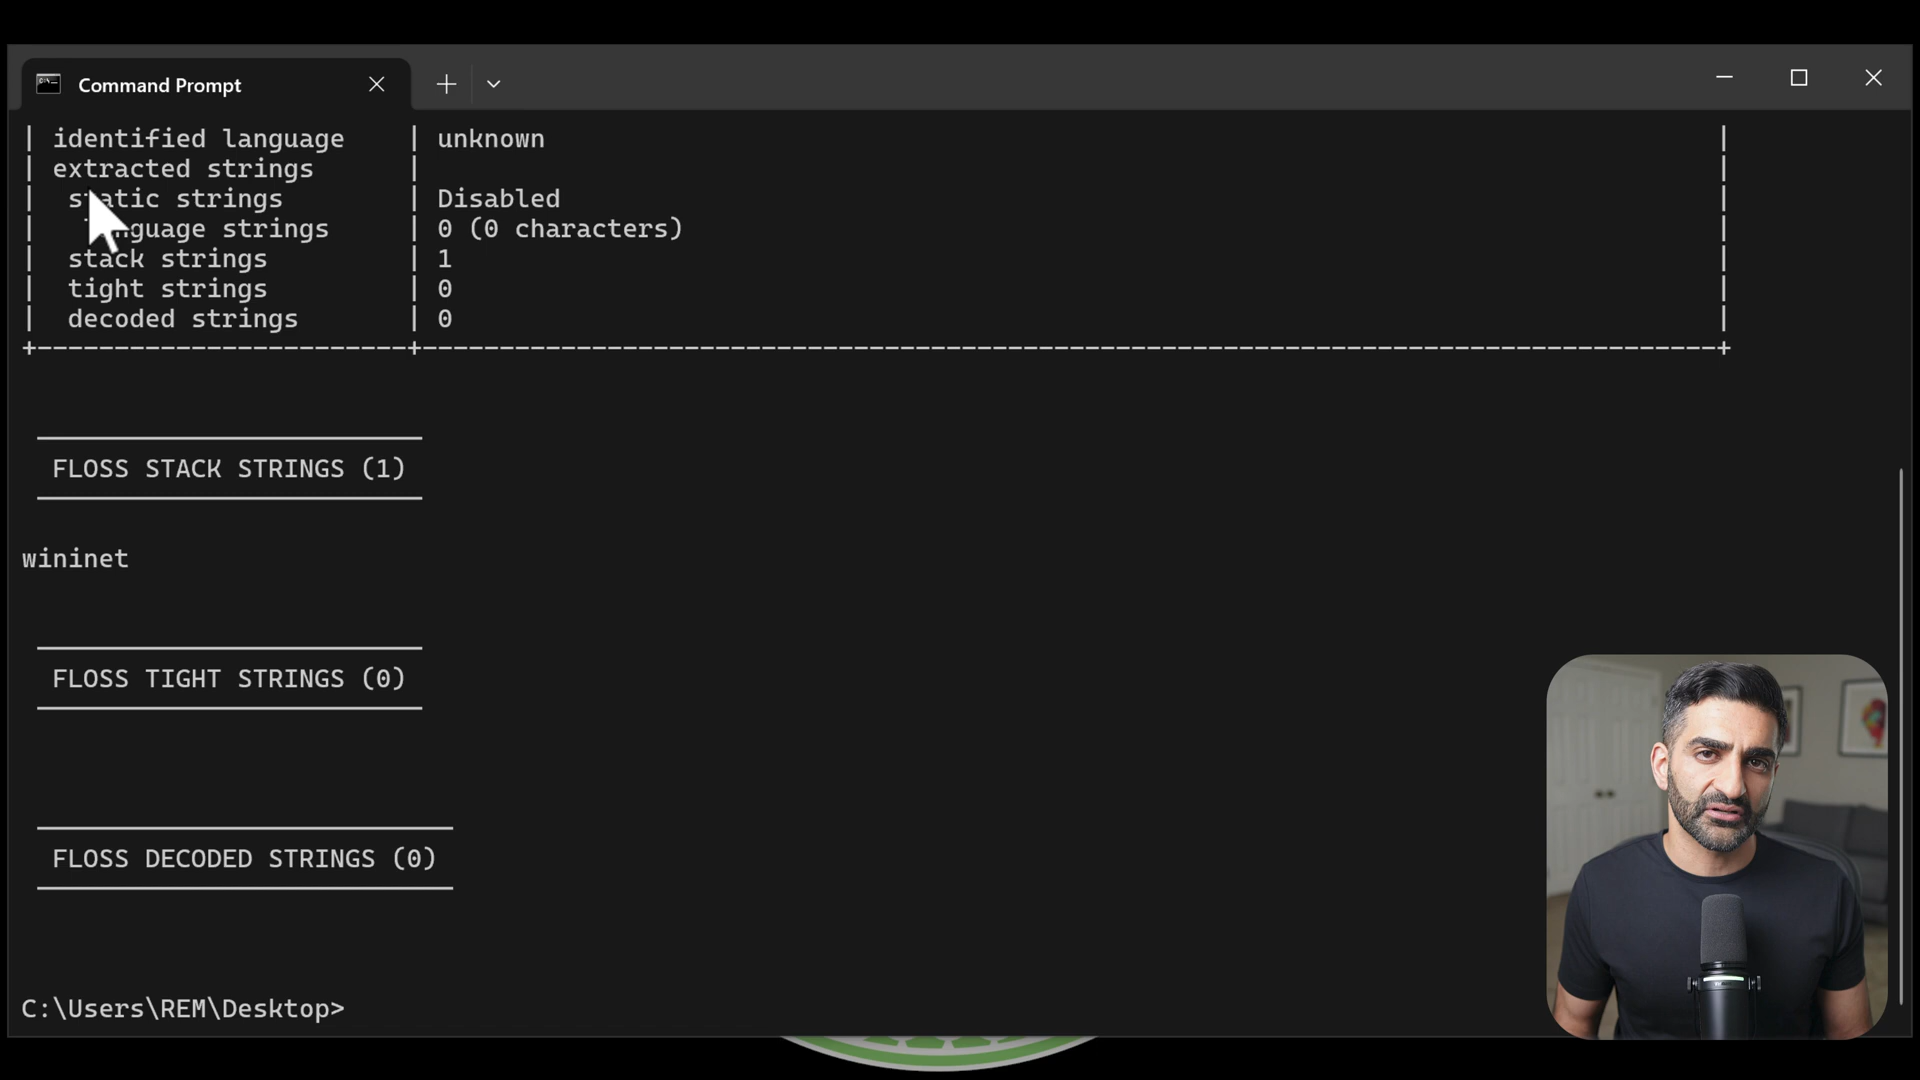 Command Prompt
| identified language | unknown |
| extracted strings | |
| static strings | Disabled |
| language strings | 0 (0 characters) |
| stack strings | 1 |
| tight strings | 0 |
| decoded strings | 0 |
FLOSS STACK STRINGS (1)
wininet
FLOSS TIGHT STRINGS (0)
FLOSS DECODED STRINGS (0)
C:\Users\REM\Desktop>